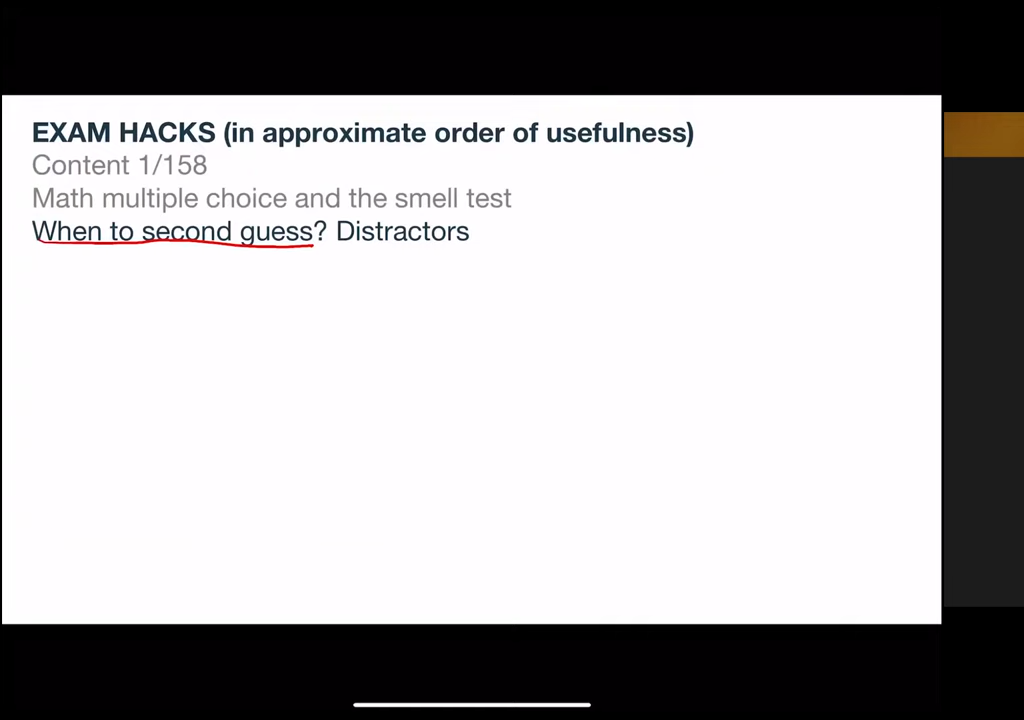 EXAM HACKS (in approximate order of usefulness)
Content 1/158
Math multiple choice and the smell test
When to second guess? Distractors